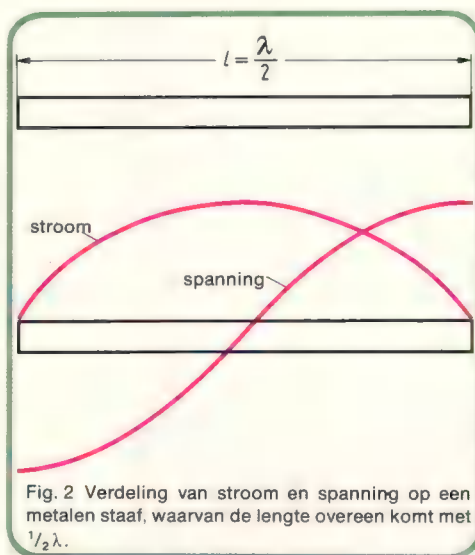 l = λ/2
stroom
spanning
Fig. 2 Verdeling van stroom en spanning op een
metalen staaf, waarvan de lengte overeen komt met
1/2 λ.